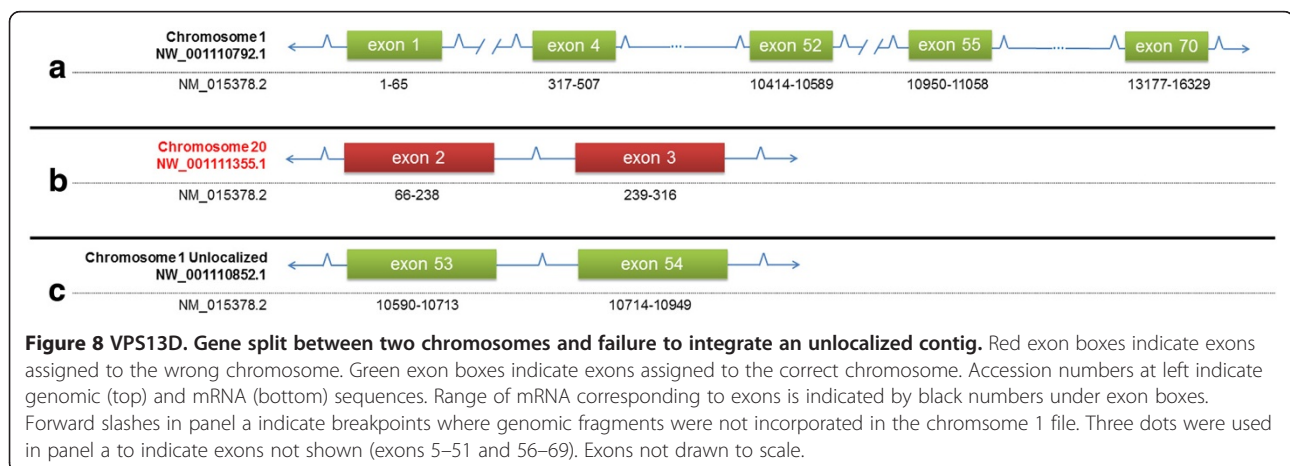 Chromosome 1
NW_001110792.1
exon 1 exon 4 ... exon 52 exon 55 ... exon 70
a
NM_015378.2 1-65 317-507 10414-10589 10950-11058 13177-16329
Chromosome 20
NW_001111355.1
exon 2 exon 3
b
NM_015378.2 66-238 239-316
Chromosome 1 Unlocalized
NW_001110852.1
exon 53 exon 54
c
NM_015378.2 10590-10713 10714-10949
Figure 8 VPS13D. Gene split between two chromosomes and failure to integrate an unlocalized contig. Red exon boxes indicate exons
assigned to the wrong chromosome. Green exon boxes indicate exons assigned to the correct chromosome. Accession numbers at left indicate
genomic (top) and mRNA (bottom) sequences. Range of mRNA corresponding to exons is indicated by black numbers under exon boxes.
Forward slashes in panel a indicate breakpoints where genomic fragments were not incorporated in the chromsome 1 file. Three dots were used
in panel a to indicate exons not shown (exons 5–51 and 56–69). Exons not drawn to scale.